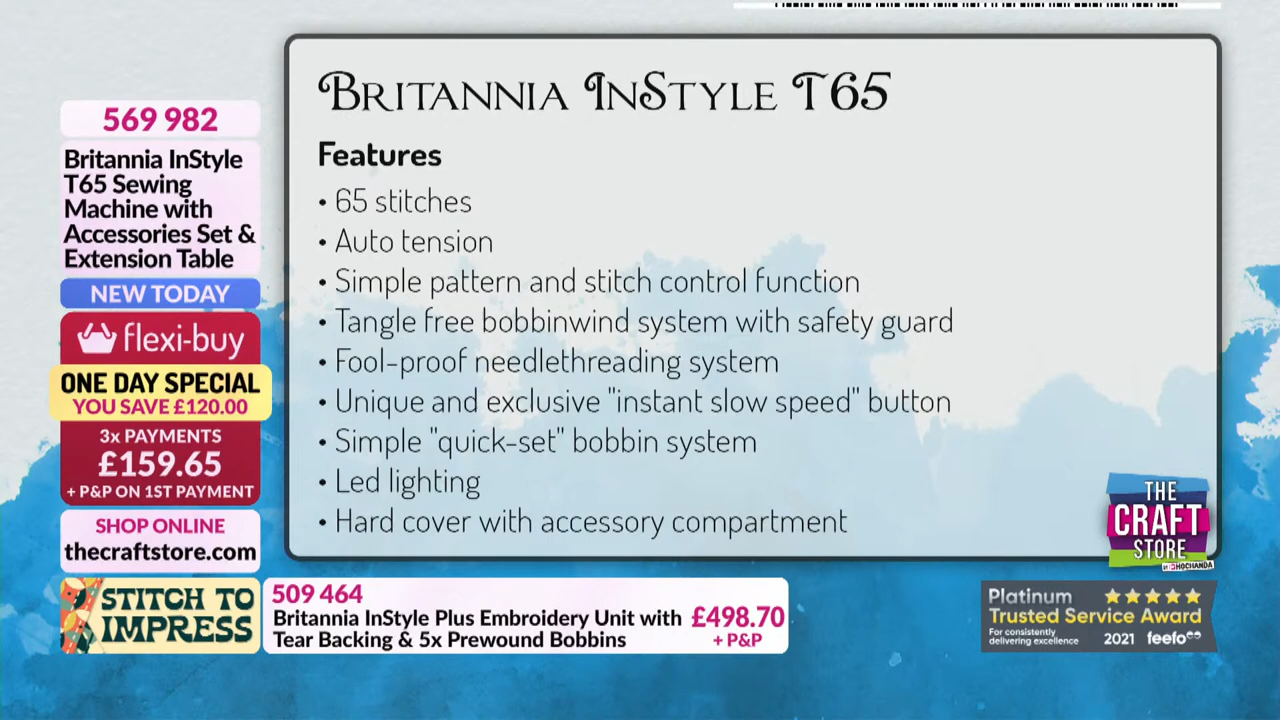 BRITANNIA INSTYLE T65
Features
• 65 stitches
• Auto tension
• Simple pattern and stitch control function
• Tangle free bobbinwind system with safety guard
• Fool-proof needlethreading system
• Unique and exclusive "instant slow speed" button
• Simple "quick-set" bobbin system
• Led lighting
• Hard cover with accessory compartment
569 982
Britannia InStyle
T65 Sewing
Machine with
Accessories Set &
Extension Table
NEW TODAY
flexi-buy
ONE DAY SPECIAL
YOU SAVE £120.00
3x PAYMENTS
£159.65
+ P&P ON 1ST PAYMENT
SHOP ONLINE
thecraftstore.com
STITCH TO
IMPRESS
509 464
Britannia InStyle Plus Embroidery Unit with
Tear Backing & 5x Prewound Bobbins
£498.70
+ P&P
THE
CRAFT
STORE
HOCHANDA
Platinum
Trusted Service Award
For consistently
delivering excellence
2021 feefo